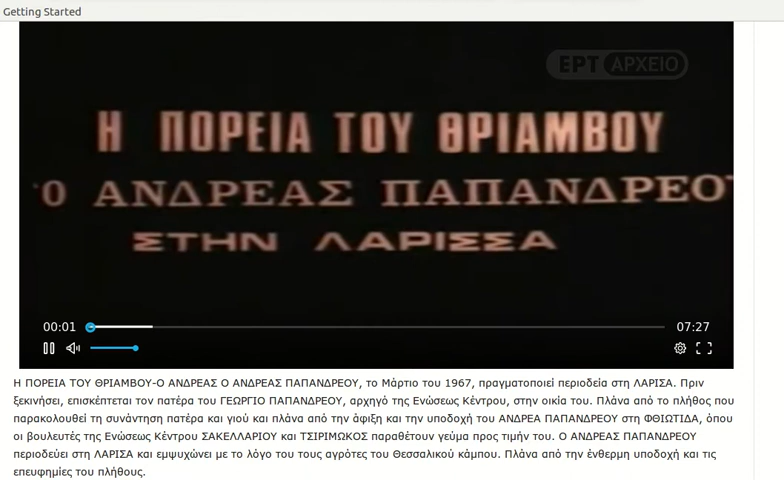 Getting Started
ΕΡΤ ΑΡΧΕΙΟ
Η ΠΟΡΕΙΑ ΤΟΥ ΘΡΙΑΜΒΟΥ
Ό ΑΝΔΡΕΑΣ ΠΑΠΑΝΔΡΕΟΥ
ΣΤΗΝ ΛΑΡΙΣΣΑ
00:01 07:27
Η ΠΟΡΕΙΑ ΤΟΥ ΘΡΙΑΜΒΟΥ-Ο ΑΝΔΡΕΑΣ Ο ΑΝΔΡΕΑΣ ΠΑΠΑΝΔΡΕΟΥ, το Μάρτιο του 1967, πραγματοποιεί περιοδεία στη ΛΑΡΙΣΑ. Πριν
ξεκινήσει, επισκέπτεται τον πατέρα του ΓΕΩΡΓΙΟ ΠΑΠΑΝΔΡΕΟΥ, αρχηγό της Ενώσεως Κέντρου, στην οικία του. Πλάνα από το πλήθος που
παρακολουθεί τη συνάντηση πατέρα και γιού και πλάνα από την άφιξη και την υποδοχή του ΑΝΔΡΕΑ ΠΑΠΑΝΔΡΕΟΥ στη ΦΘΙΩΤΙΔΑ, όπου
οι βουλευτές της Ενώσεως Κέντρου ΣΑΚΕΛΛΑΡΙΟΥ και ΤΣΙΡΙΜΩΚΟΣ παραθέτουν γεύμα προς τιμήν του. Ο ΑΝΔΡΕΑΣ ΠΑΠΑΝΔΡΕΟΥ
περιοδεύει στη ΛΑΡΙΣΑ και εμψυχώνει με το λόγο του τους αγρότες του Θεσσαλικού κάμπου. Πλάνα από την ένθερμη υποδοχή και τις
επευφημίες του πλήθους.